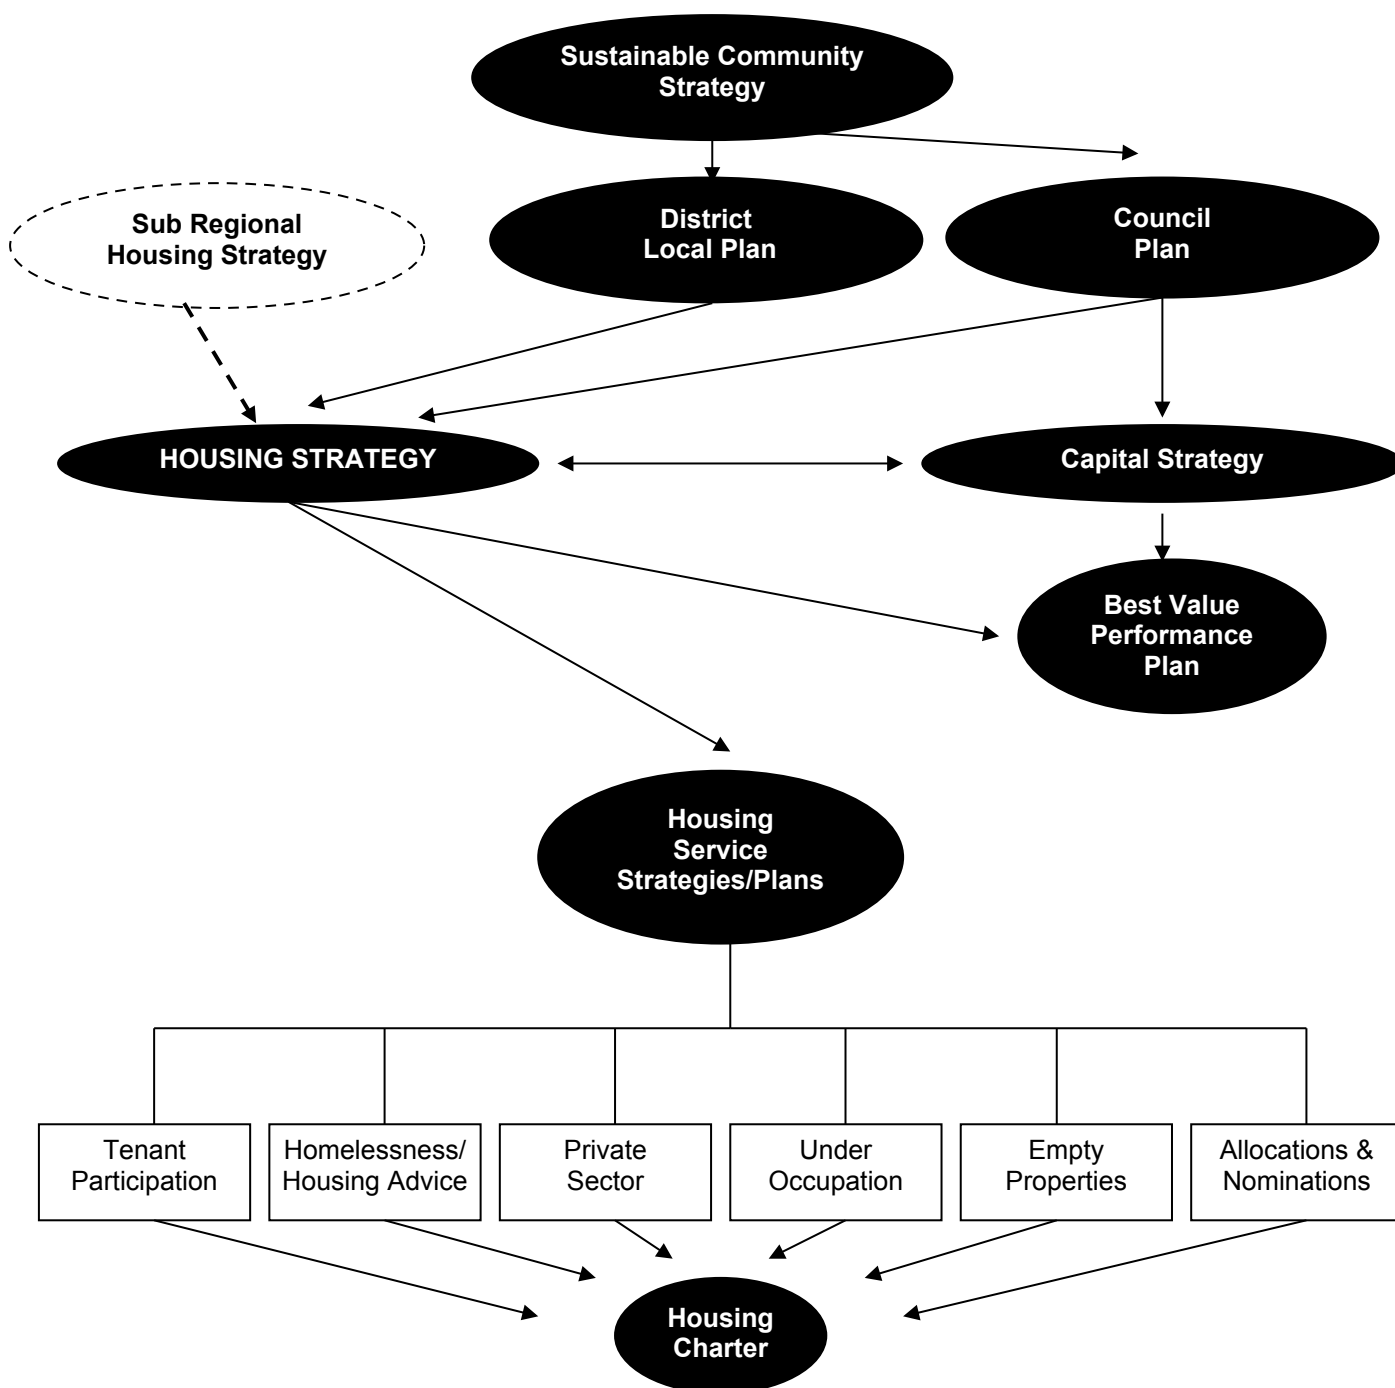 Sustainable Community
Strategy
Sub Regional
Housing Strategy
District
Local Plan
Council
Plan
HOUSING STRATEGY
Capital Strategy
Best Value
Performance
Plan
Housing
Service
Strategies/Plans
Tenant
Participation
Homelessness/
Housing Advice
Private
Sector
Under
Occupation
Empty
Properties
Allocations &
Nominations
Housing
Charter